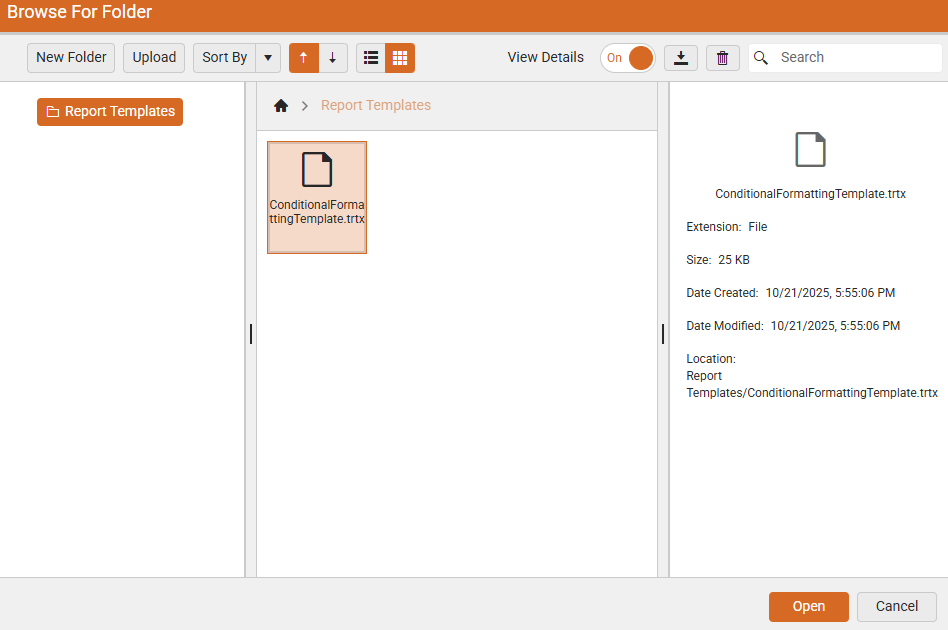 Browse For Folder
New Folder
Upload
Sort By
View Details
On
Search
Report Templates
Report Templates
ConditionalForma
ttingTemplate.trtx
ConditionalFormattingTemplate.trtx
Extension: File
Size: 25 KB
Date Created: 10/21/2025, 5:55:06 PM
Date Modified: 10/21/2025, 5:55:06 PM
Location:
Report
Templates/ConditionalFormattingTemplate.trtx
Open
Cancel